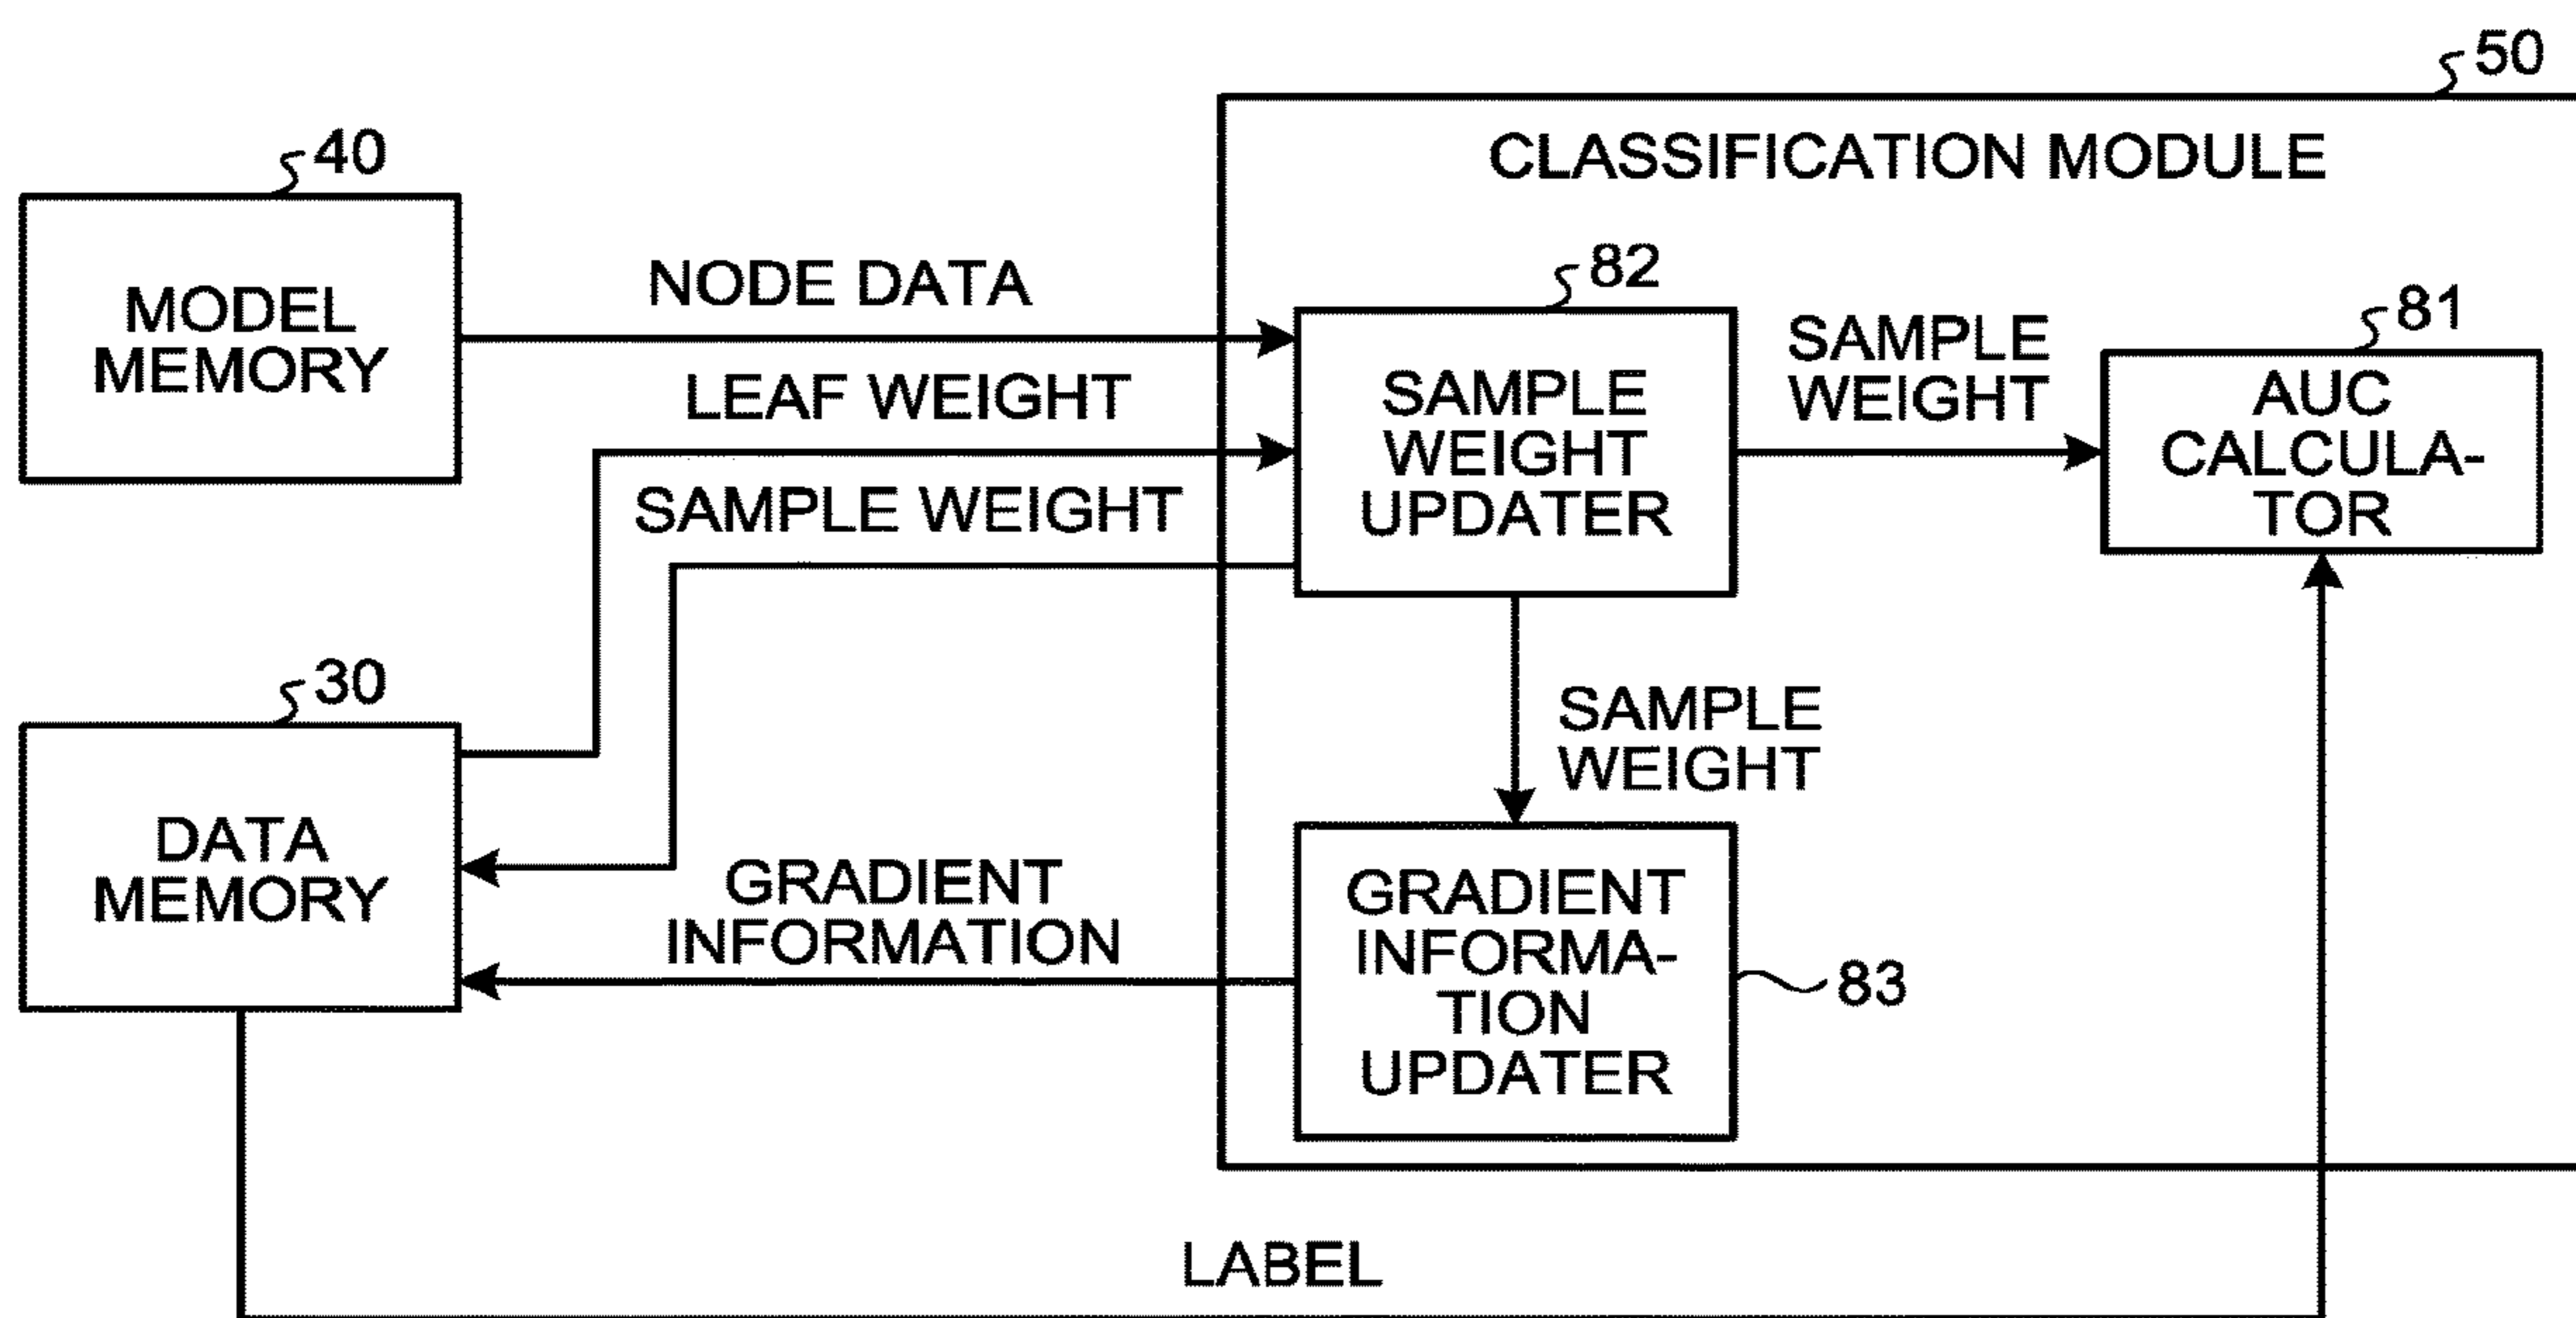 50
CLASSIFICATION MODULE
40
MODEL
MEMORY
NODE DATA
LEAF WEIGHT
SAMPLE WEIGHT
82
SAMPLE
WEIGHT
UPDATER
SAMPLE
WEIGHT
81
AUC
CALCULA-
TOR
30
DATA
MEMORY
SAMPLE
WEIGHT
GRADIENT
INFORMATION
GRADIENT
INFORMA-
TION
UPDATER
83
LABEL